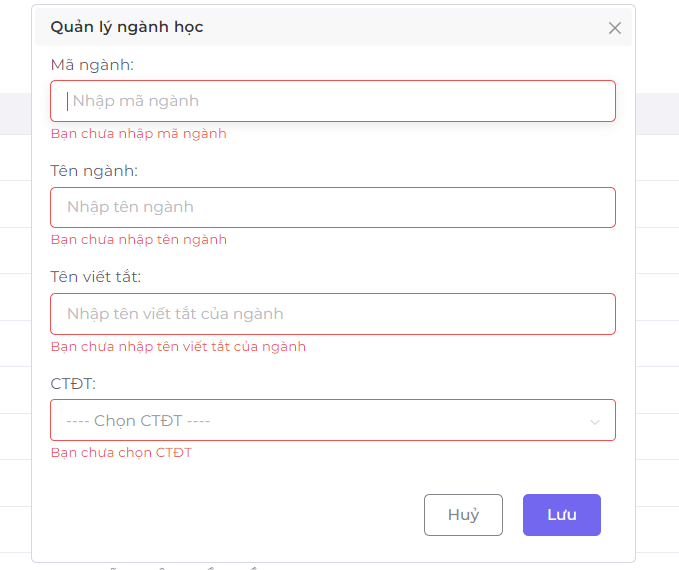 Quản lý ngành học
Mã ngành:
Nhập mã ngành
Bạn chưa nhập mã ngành
Tên ngành:
Nhập tên ngành
Bạn chưa nhập tên ngành
Tên viết tắt:
Nhập tên viết tắt của ngành
Bạn chưa nhập tên viết tắt của ngành
CTĐT:
---- Chọn CTĐT ----
Bạn chưa chọn CTĐT
Huỷ
Lưu